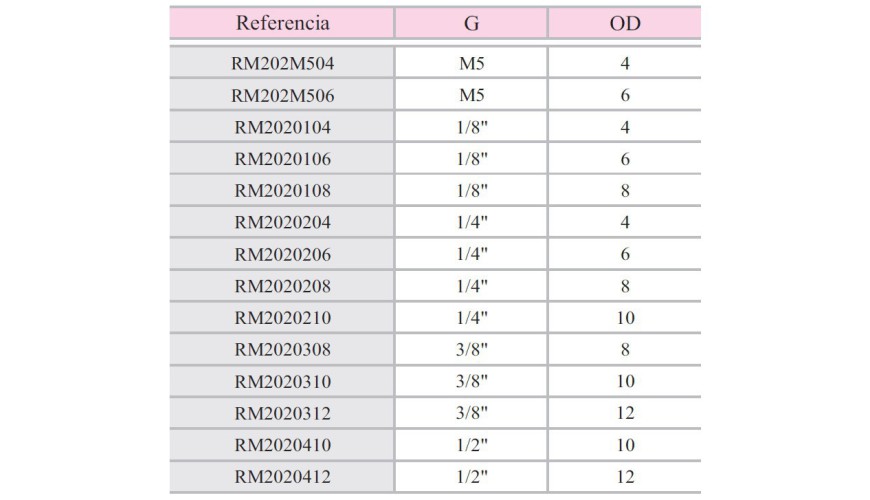 Referencia G OD
RM202M504 M5 4
RM202M506 M5 6
RM2020104 1/8" 4
RM2020106 1/8" 6
RM2020108 1/8" 8
RM2020204 1/4" 4
RM2020206 1/4" 6
RM2020208 1/4" 8
RM2020210 1/4" 10
RM2020308 3/8" 8
RM2020310 3/8" 10
RM2020312 3/8" 12
RM2020410 1/2" 10
RM2020412 1/2" 12